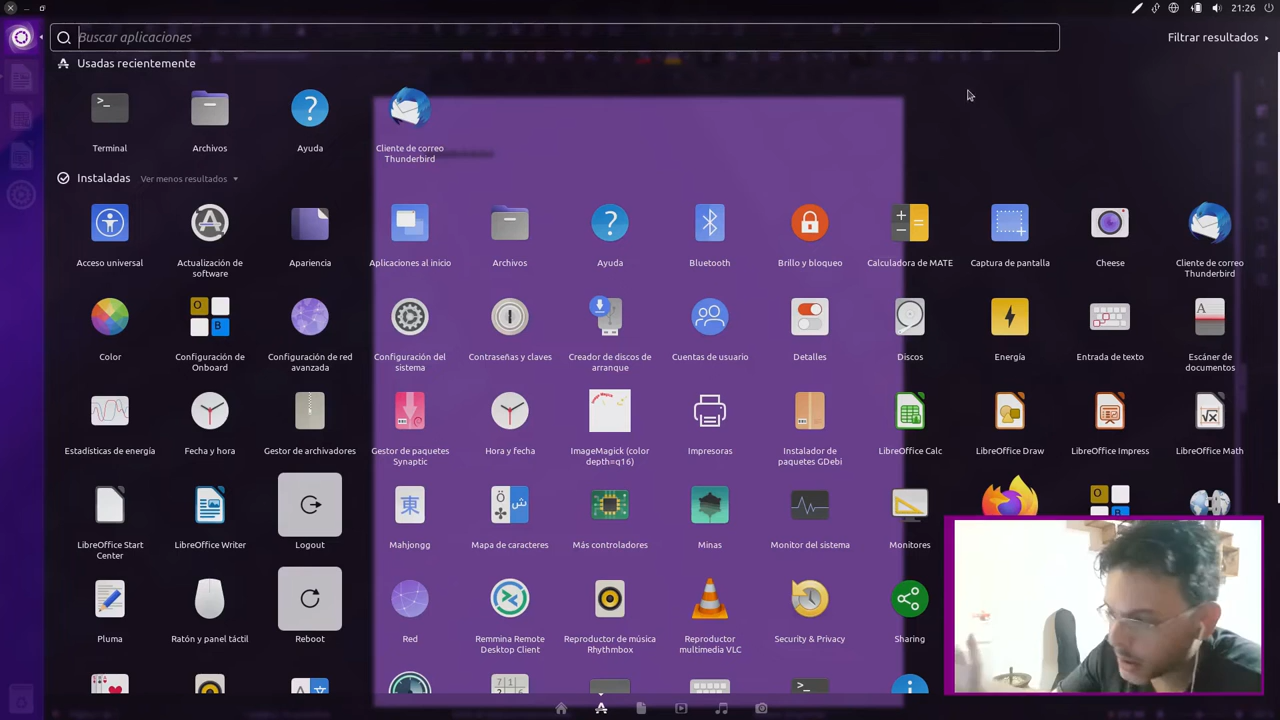 21:26
Buscar aplicaciones
Filtrar resultados
Usadas recientemente
Terminal
Archivos
Ayuda
Cliente de correo
Thunderbird
Instaladas
Ver menos resultados
Acceso universal
Actualización de
software
Apariencia
Aplicaciones al inicio
Archivos
Ayuda
Bluetooth
Brillo y bloqueo
Calculadora de MATE
Captura de pantalla
Cheese
Cliente de correo
Thunderbird
Color
Configuración de
Onboard
Configuración de red
avanzada
Configuración del
sistema
Contraseñas y claves
Creador de discos de
arranque
Cuentas de usuario
Detalles
Discos
Energía
Entrada de texto
Escáner de
documentos
Estadísticas de energía
Fecha y hora
Gestor de archivadores
Gestor de paquetes
Synaptic
Hora y fecha
ImageMagick (color
depth=q16)
Impresoras
Instalador de
paquetes GDebi
LibreOffice Calc
LibreOffice Draw
LibreOffice Impress
LibreOffice Math
LibreOffice Start
Center
LibreOffice Writer
Logout
Mahjongg
Mapa de caracteres
Más controladores
Minas
Monitor del sistema
Monitores
Pluma
Ratón y panel táctil
Reboot
Red
Remmina Remote
Desktop Client
Reproductor de música
Rhythmbox
Reproductor
multimedia VLC
Security & Privacy
Sharing